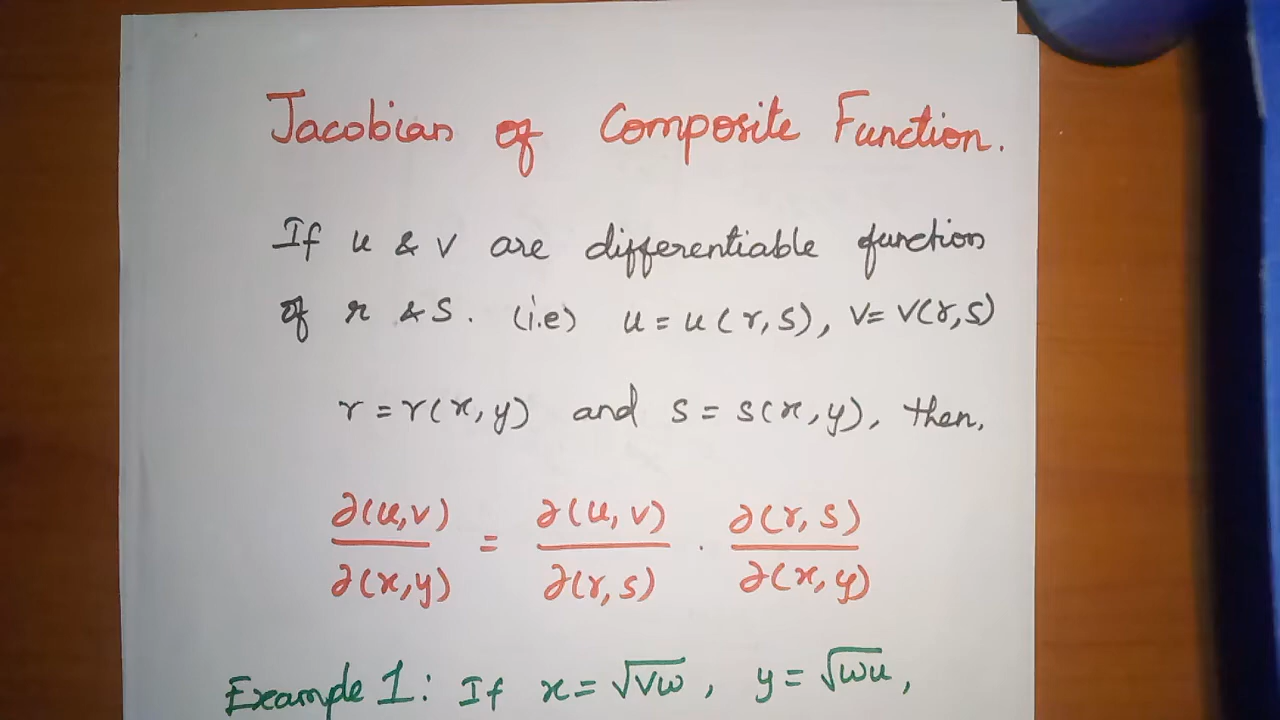 Jacobian of Composite Function.
If u & v are differentiable function
of r & s. (i.e) u = u(r, s), v = v(r, s)
r = r(x, y) and s = s(x, y), then,
∂(u,v)/∂(x,y) = ∂(u,v)/∂(r,s) . ∂(r,s)/∂(x,y)
Example 1: If x = √vw, y = √wu,